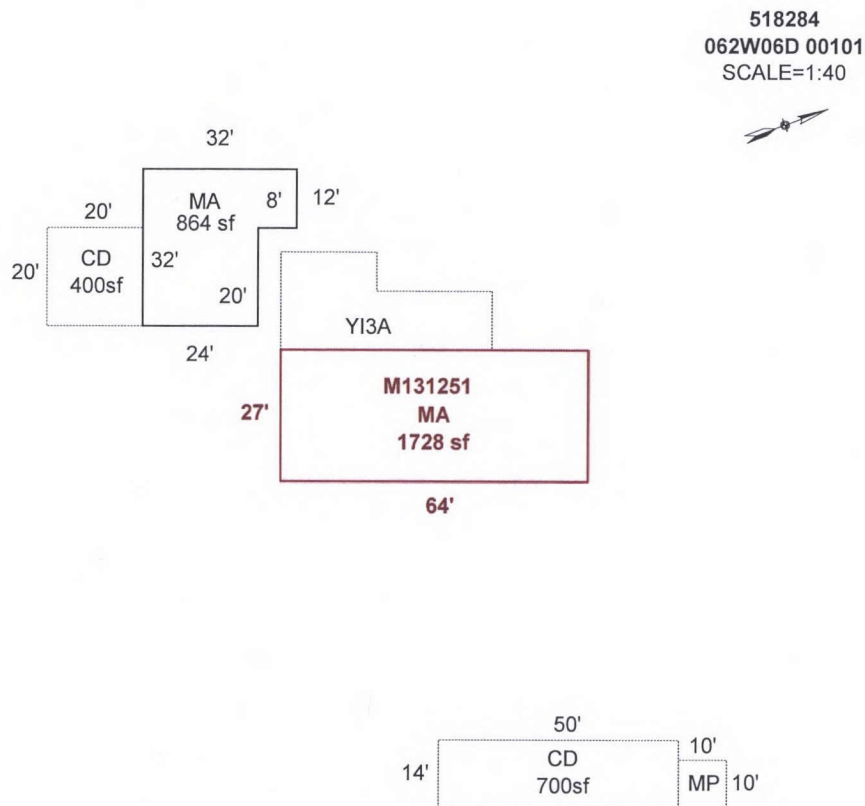 518284
062W06D 00101
SCALE=1:40
32'
MA
864 sf
8'
12'
20'
CD
400sf
20'
32'
20'
24'
YI3A
M131251
MA
1728 sf
27'
64'
50'
CD
700sf
14'
10'
MP
10'